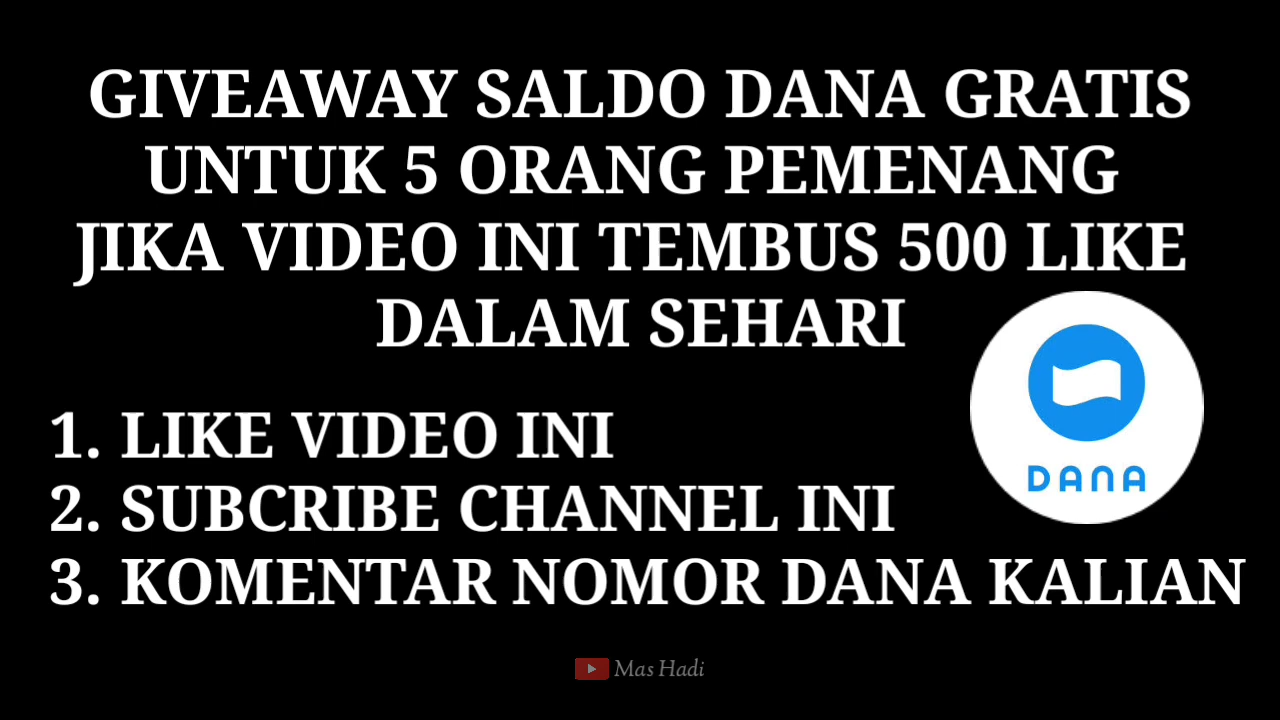 GIVEAWAY SALDO DANA GRATIS
UNTUK 5 ORANG PEMENANG
JIKA VIDEO INI TEMBUS 500 LIKE
DALAM SEHARI
DANA
1. LIKE VIDEO INI
2. SUBCRIBE CHANNEL INI
3. KOMENTAR NOMOR DANA KALIAN
Mas Hadi